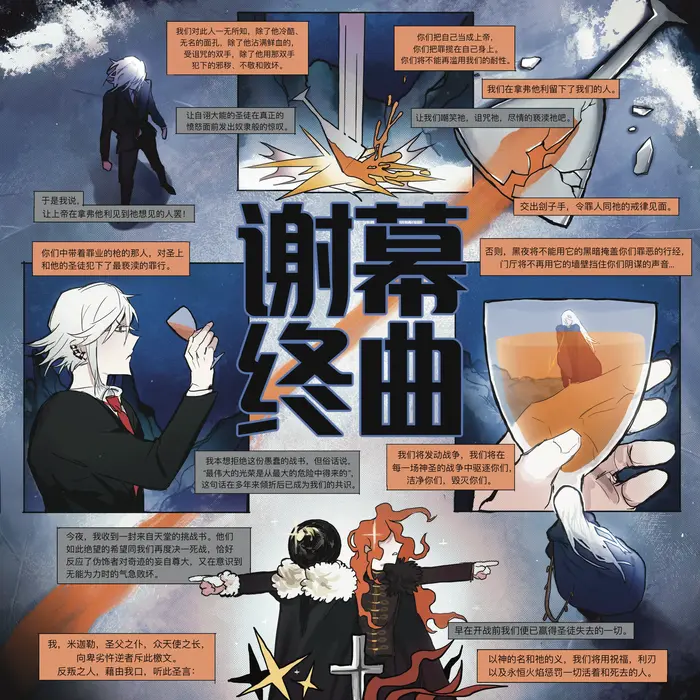 我们对此人一无所知，除了他冷酷、
无名的面孔，除了他沾满鲜血的，
受诅咒的双手，除了他用那双手
犯下的邪秽、不敬和败坏。
你们把自己当成上帝，
你们把罪揽在自己身上。
你们将不能再滥用我们的耐性。
我们在拿弗他利留下了我们的人。
让自诩大能的圣徒在真正的
愤怒面前发出奴隶般的惊叹。
让我们嘲笑祂，诅咒祂，尽情的亵渎祂吧。
于是我说，
让上帝在拿弗他利见到祂想见的人罢！
交出刽子手，令罪人同祂的戒律见面。
你们中带着罪业的枪的那人，对圣上
和他的圣徒犯下了最亵渎的罪行。
否则，黑夜将不能用它的黑暗掩盖你们罪恶的行经，
门厅将不再用它的墙壁挡住你们阴谋的声音...
谢幕
终曲
我本想拒绝这份愚蠢的战书。但俗话说，
“最伟大的光荣是从最大的危险中得来的”，
这句话在多年来倾折后已成为我们的共识。
我们将发动战争，我们将在
每一场神圣的战争中驱逐你们，
洁净你们，毁灭你们。
今夜，我收到一封来自天堂的挑战书。他们
如此绝望的希望同我们再度决一死战，恰好
反应了伪饰者对奇迹的妄自尊大，又在意识到
无能为力时的气急败坏。
早在开战前我们便已赢得圣徒失去的一切。
我，米迦勒，圣父之仆，众天使之长，
向卑劣忤逆者斥此檄文。
反叛之人，藉由我口，听此圣言：
以神的名和祂的义，我们将用祝福，利刃
以及永恒火焰惩罚一切活着和死去的人。